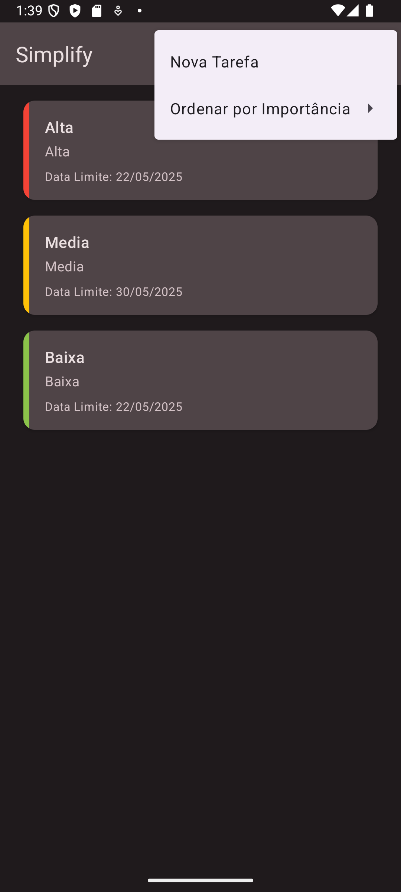 1:39
Simplify
Nova Tarefa
Ordenar por Importância
Alta
Alta
Data Limite: 22/05/2025
Media
Media
Data Limite: 30/05/2025
Baixa
Baixa
Data Limite: 22/05/2025